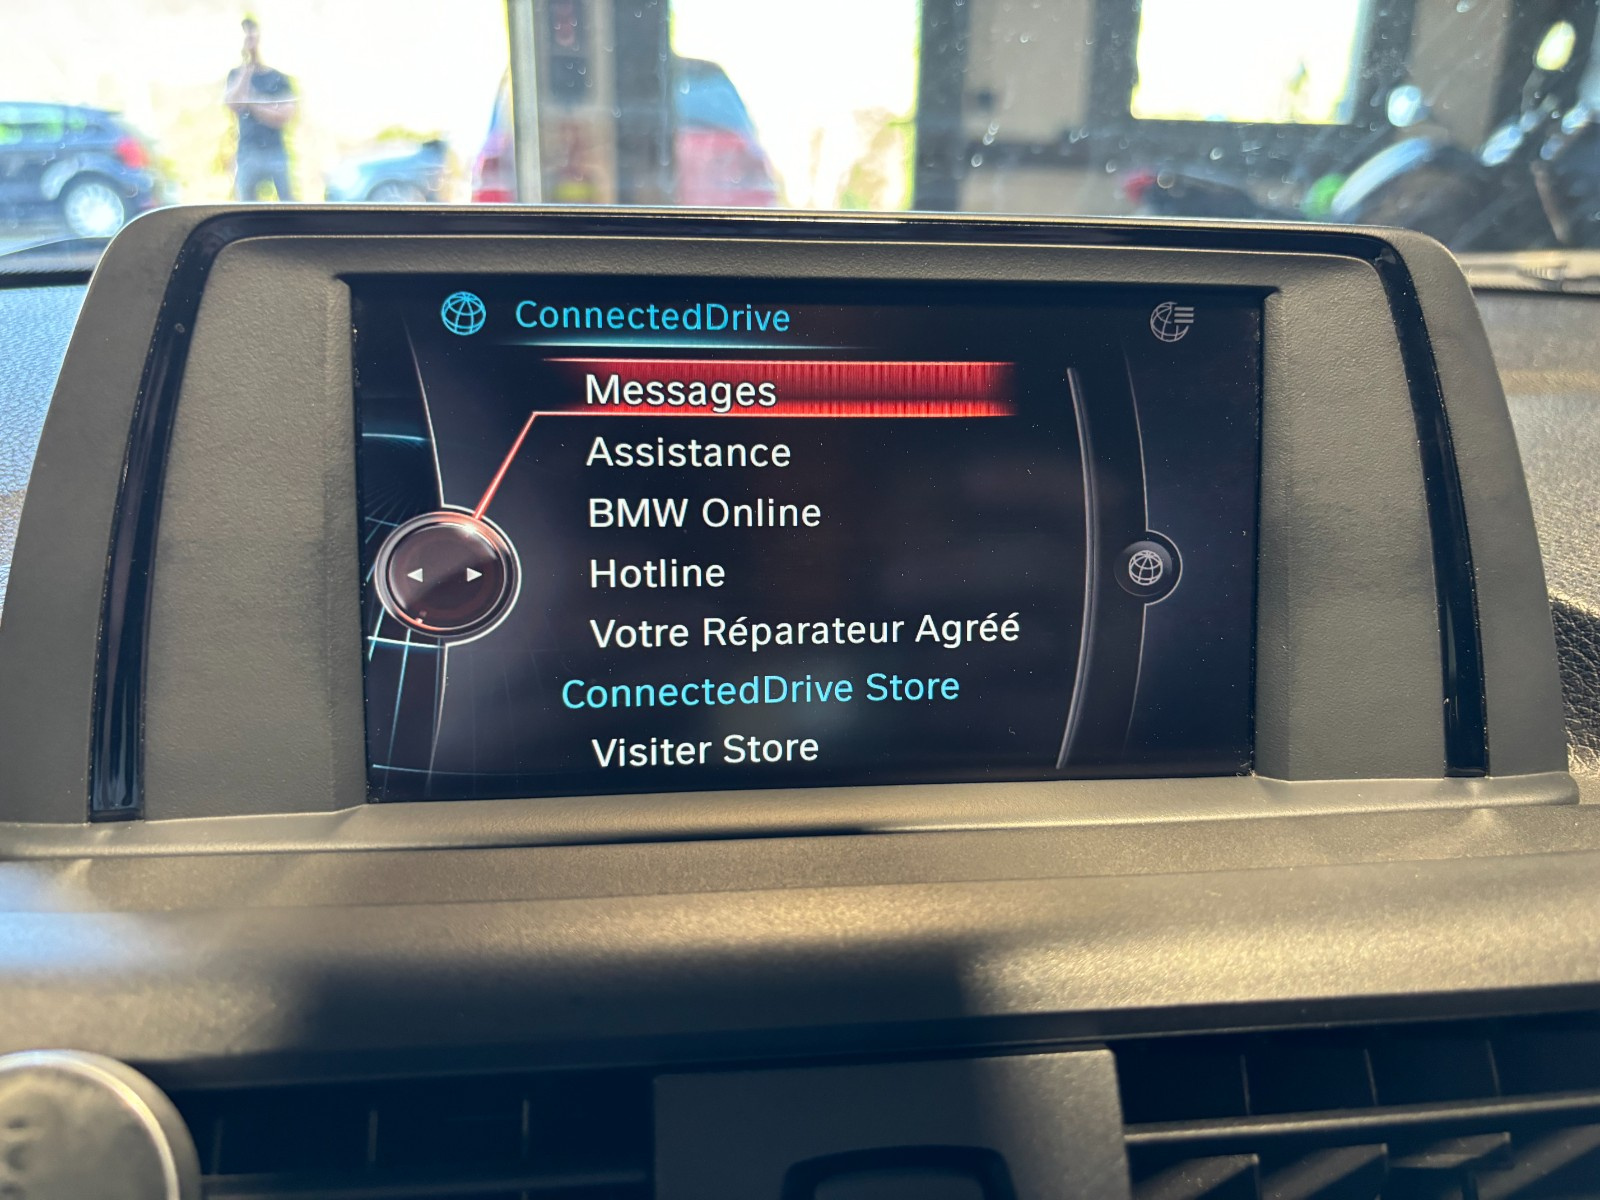 ConnectedDrive
Messages
Assistance
BMW Online
Hotline
Votre Réparateur Agréé
ConnectedDrive Store
Visiter Store